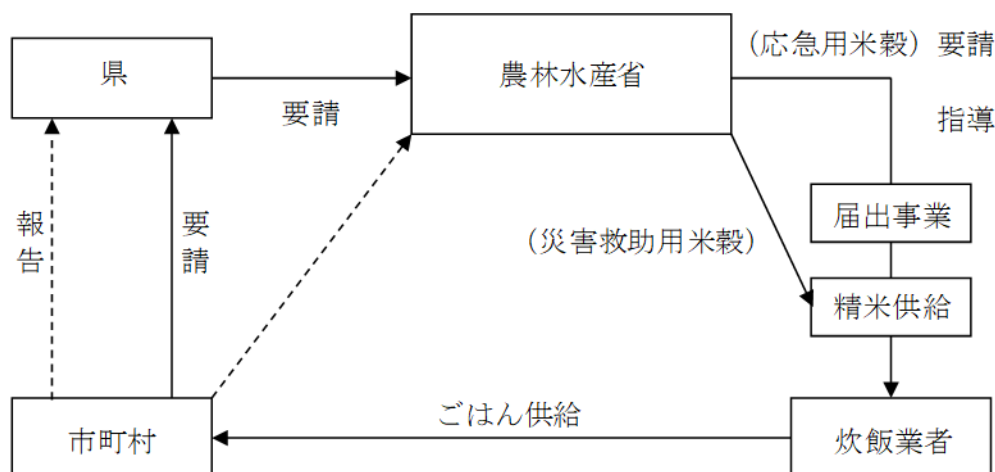 県
農林水産省
（応急用米穀）要請
指導
要請
報告
要請
（災害救助用米穀）
届出事業
精米供給
ごはん供給
市町村
炊飯業者